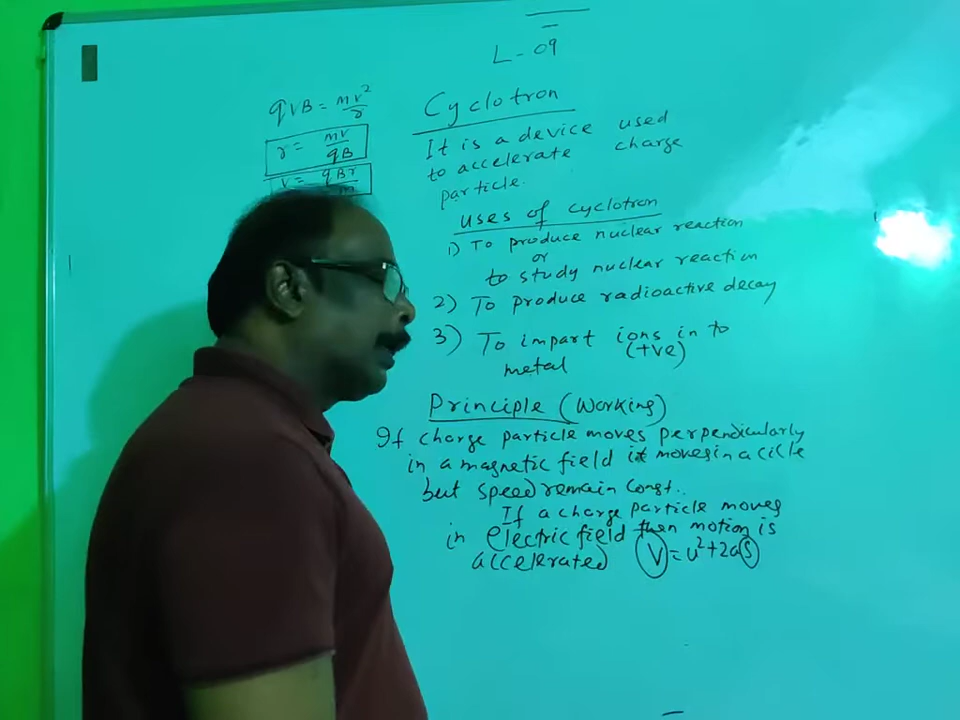 L - 09
qVB = mv²/r
r = mv/qB
v = qBr/m
Cyclotron
It is a device used
to accelerate charge
particle.
uses of cyclotron
1) To produce nuclear reaction
or
to study nuclear reaction
2) To produce radioactive decay
3) To impart ions in to
(+ve)
metal
Principle (Working)
If charge particle moves perpendicularly
in a magnetic field it moves in a cicle
but speed remain const..
If a charge particle moves
in electric field then motion is
accelerated V = u²+2as